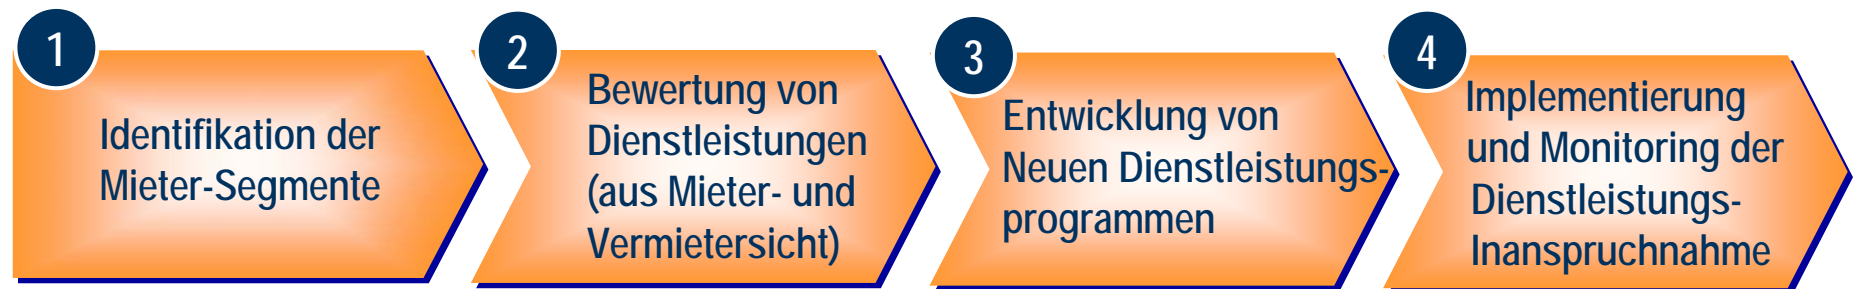 1
Identifikation der
Mieter-Segmente
2
Bewertung von
Dienstleistungen
(aus Mieter- und
Vermietersicht)
3
Entwicklung von
Neuen Dienstleistungs-
programmen
4
Implementierung
und Monitoring der
Dienstleistungs-
Inanspruchnahme